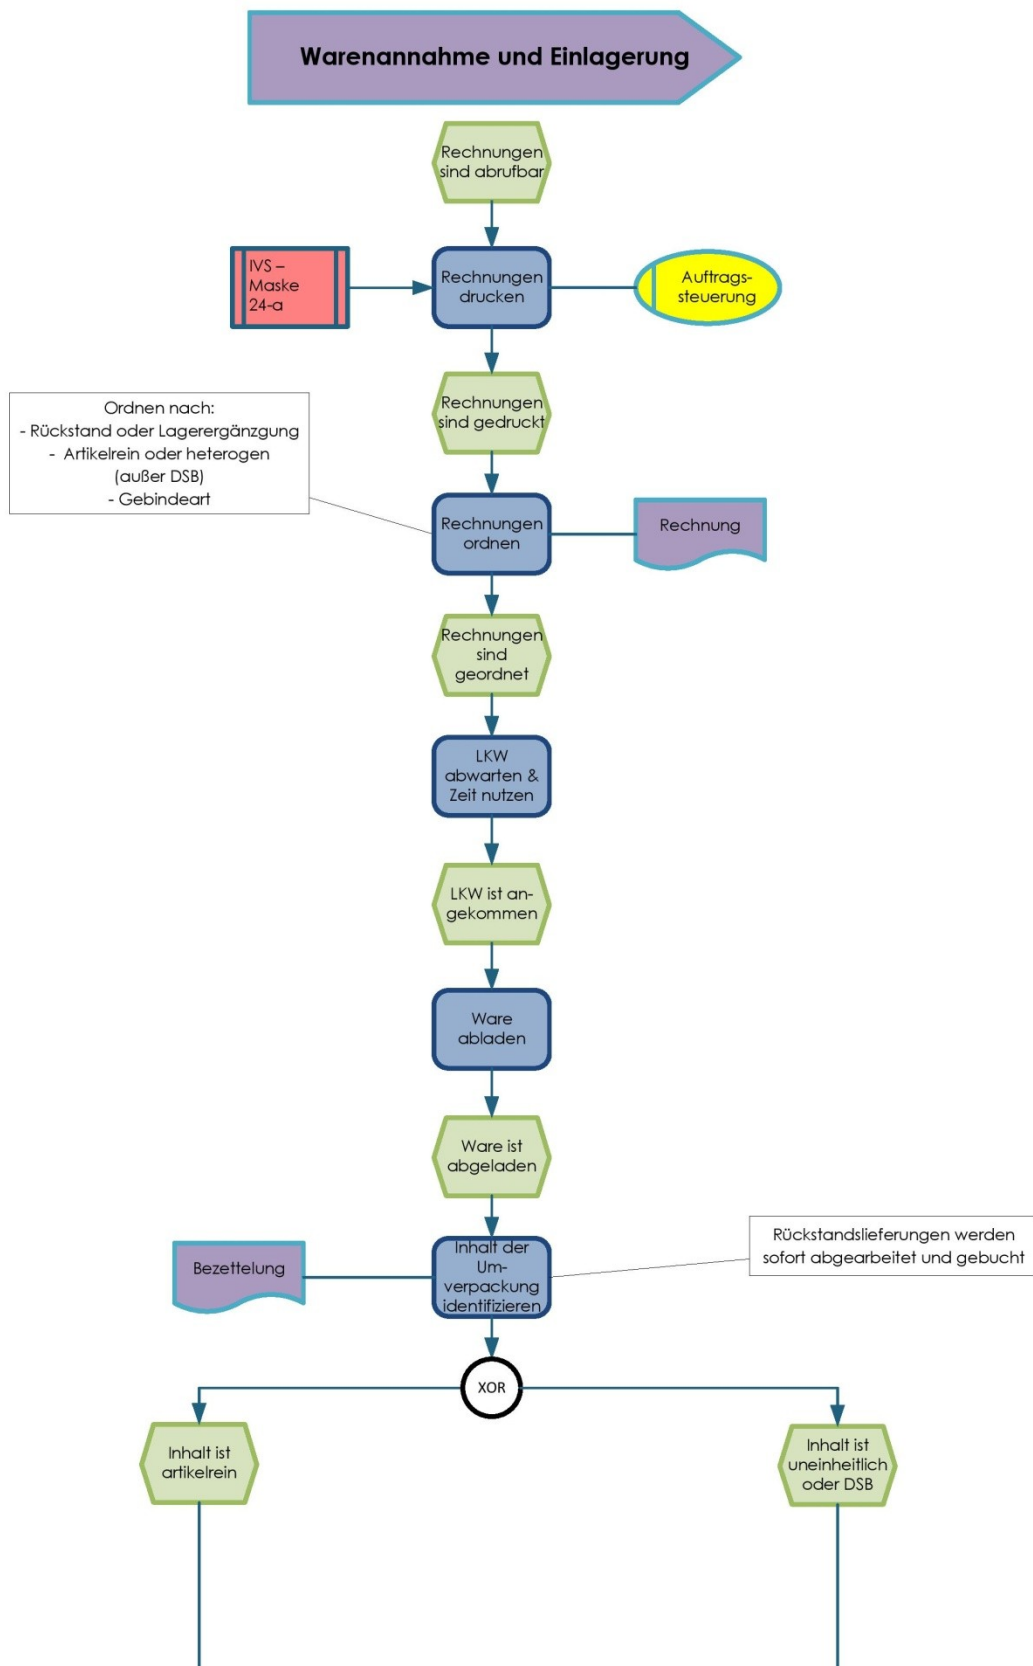 Warenannahme und Einlagerung
Rechnungen
sind abrufbar
IVS –
Maske
24-a
Rechnungen
drucken
Auftrags-
steuerung
Rechnungen
sind gedruckt
Ordnen nach:
- Rückstand oder Lagerergänzgung
- Artikelrein oder heterogen
(außer DSB)
- Gebindeart
Rechnungen
ordnen
Rechnung
Rechnungen
sind
geordnet
LKW
abwarten &
Zeit nutzen
LKW ist an-
gekommen
Ware
abladen
Ware ist
abgeladen
Bezettelung
Inhalt der
Um-
verpackung
identifizieren
Rückstandslieferungen werden
sofort abgearbeitet und gebucht
XOR
Inhalt ist
artikelrein
Inhalt ist
uneinheitlich
oder DSB